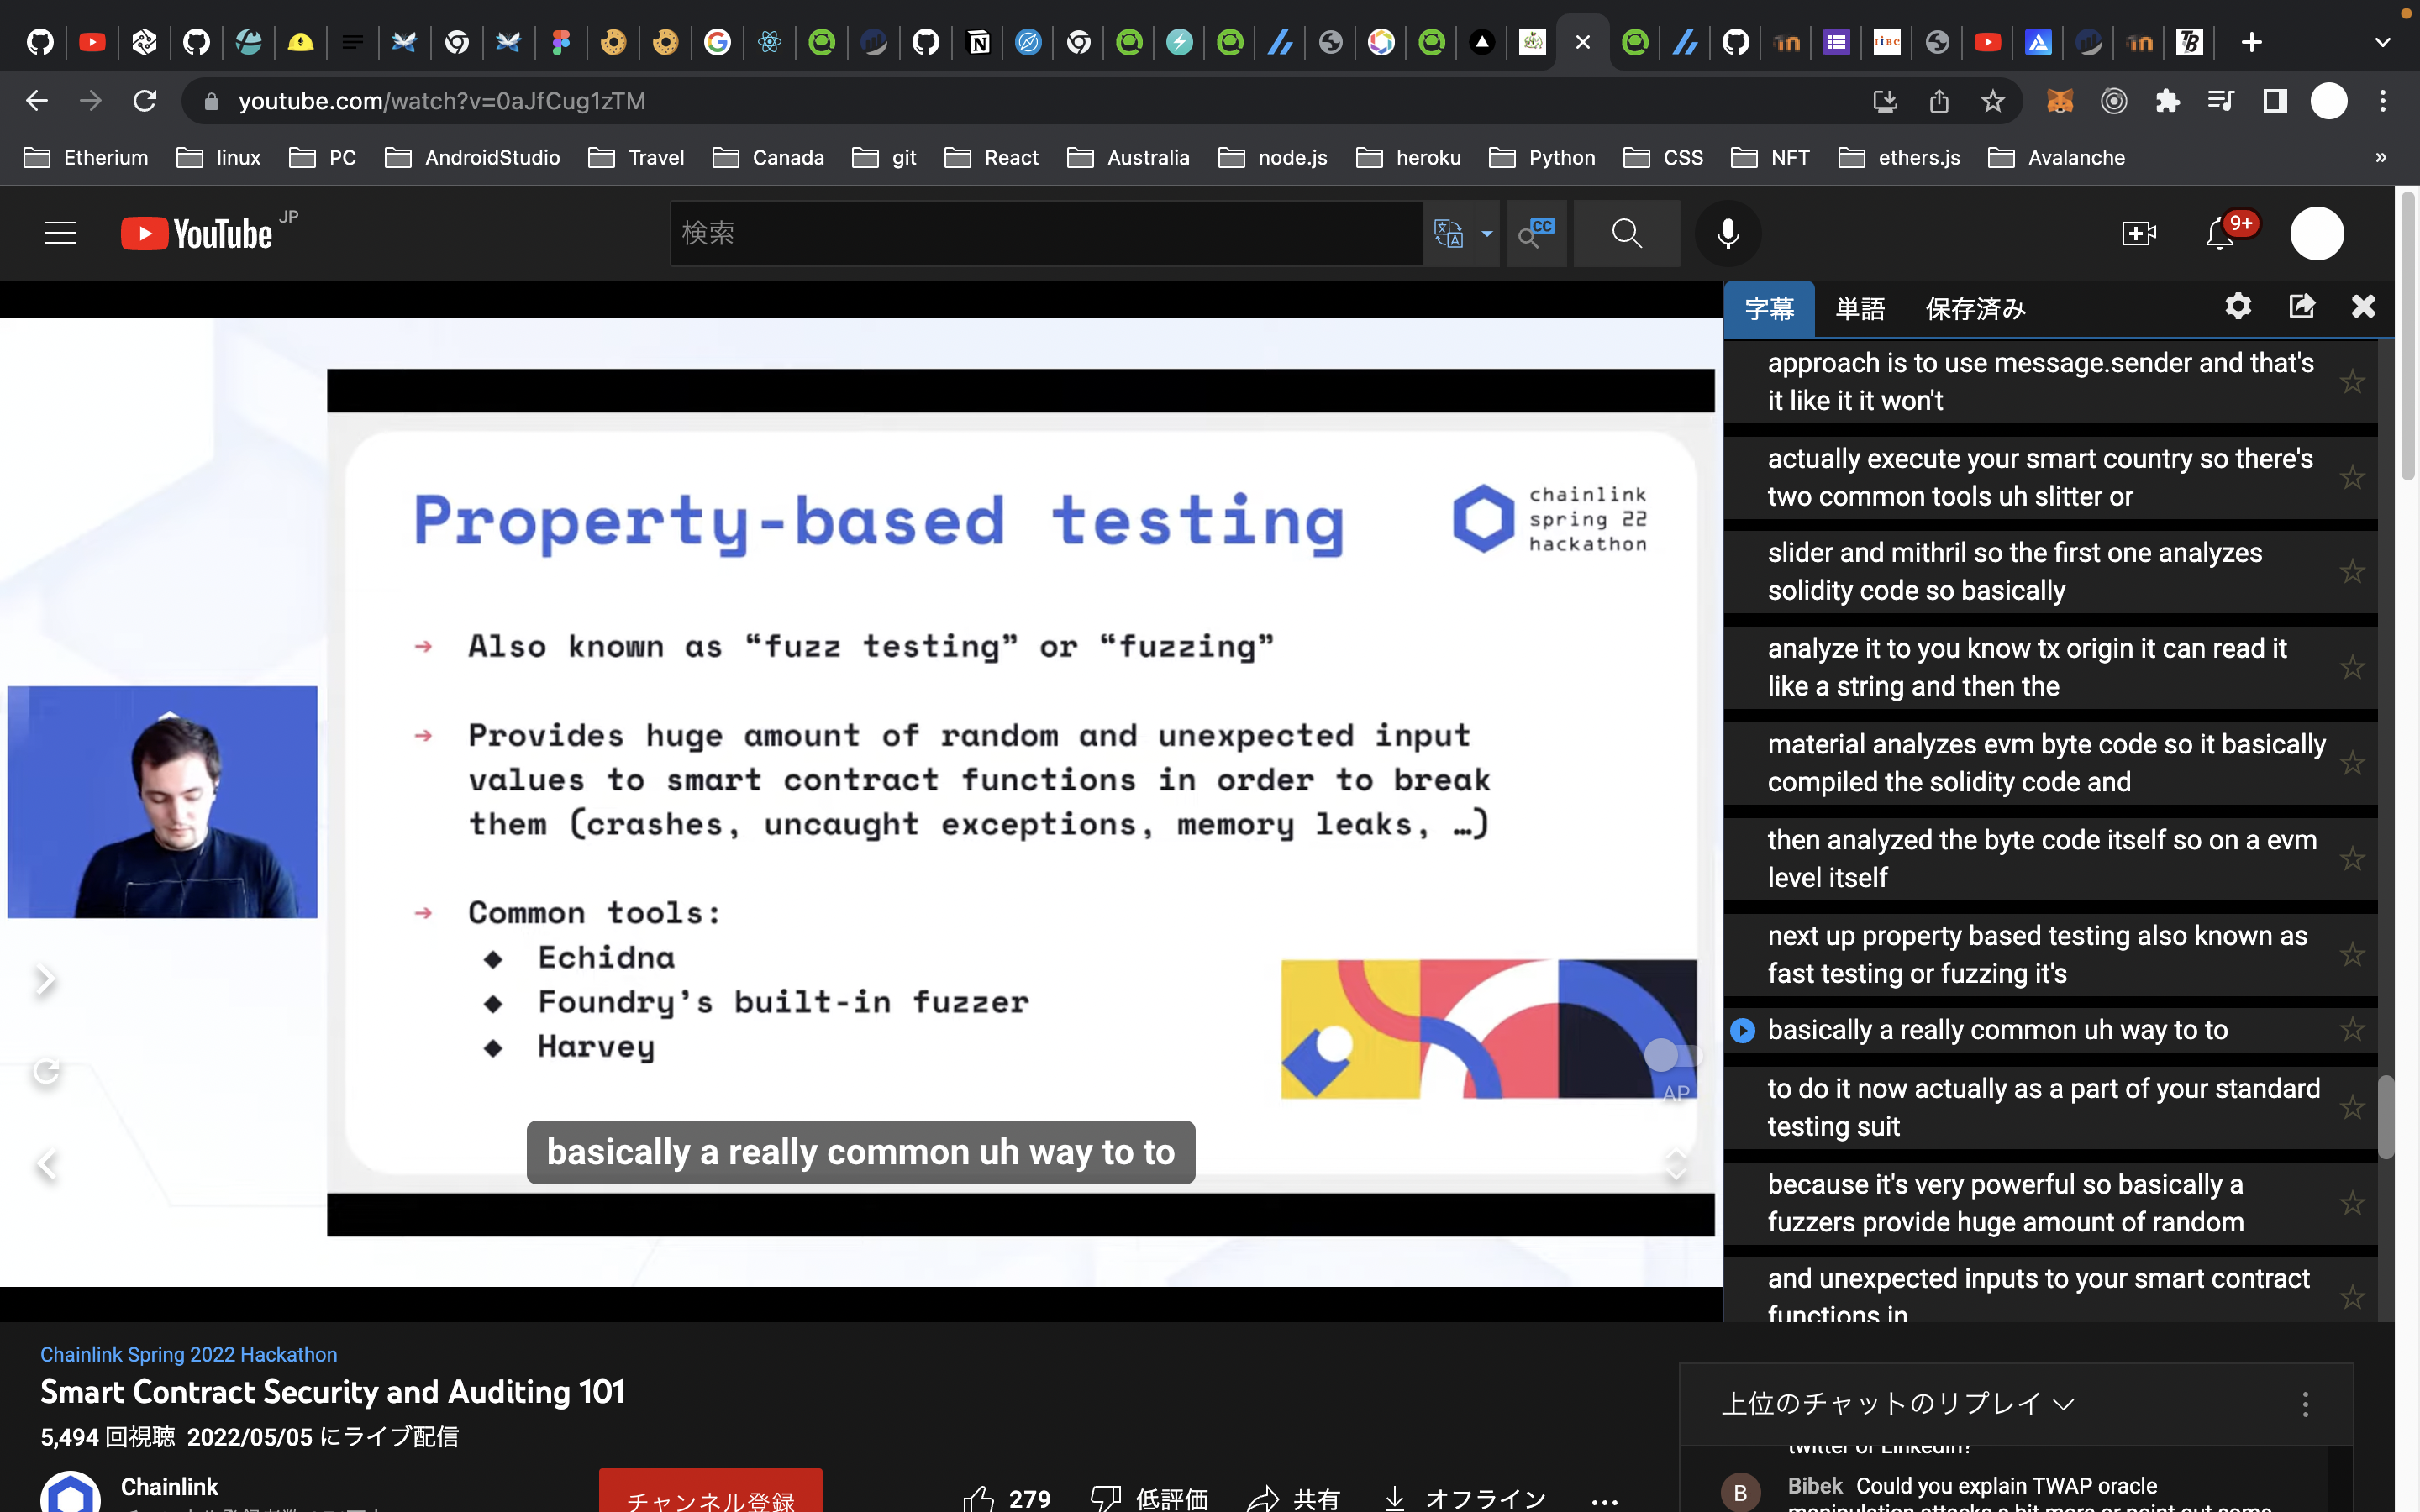 youtube.com/watch?v=0aJfCug1zTM
Etherium linux PC AndroidStudio Travel Canada git React Australia node.js heroku Python CSS NFT ethers.js Avalanche »
YouTube JP
検索
CC
9+
字幕 単語 保存済み
approach is to use message.sender and that's
it like it it won't
actually execute your smart country so there's
two common tools uh slitter or
slider and mithril so the first one analyzes
solidity code so basically
analyze it to you know tx origin it can read it
like a string and then the
material analyzes evm byte code so it basically
compiled the solidity code and
then analyzed the byte code itself so on a evm
level itself
next up property based testing also known as
fast testing or fuzzing it's
basically a really common uh way to to
to do it now actually as a part of your standard
testing suit
because it's very powerful so basically a
fuzzers provide huge amount of random
and unexpected inputs to your smart contract
functions in
Property-based testing
chainlink
spring 22
hackathon
→ Also known as “fuzz testing” or “fuzzing”
→ Provides huge amount of random and unexpected input
values to smart contract functions in order to break
them (crashes, uncaught exceptions, memory leaks, …)
→ Common tools:
◆ Echidna
◆ Foundry’s built-in fuzzer
◆ Harvey
AP
basically a really common uh way to to
Chainlink Spring 2022 Hackathon
Smart Contract Security and Auditing 101
5,494 回視聴 2022/05/05 にライブ配信
Chainlink
チャンネル登録
279 低評価 共有 オフライン
上位のチャットのリプレイ
twitter or LinkedIn?
B Bibek Could you explain TWAP oracle
manipulation attacks a bit more or point out some